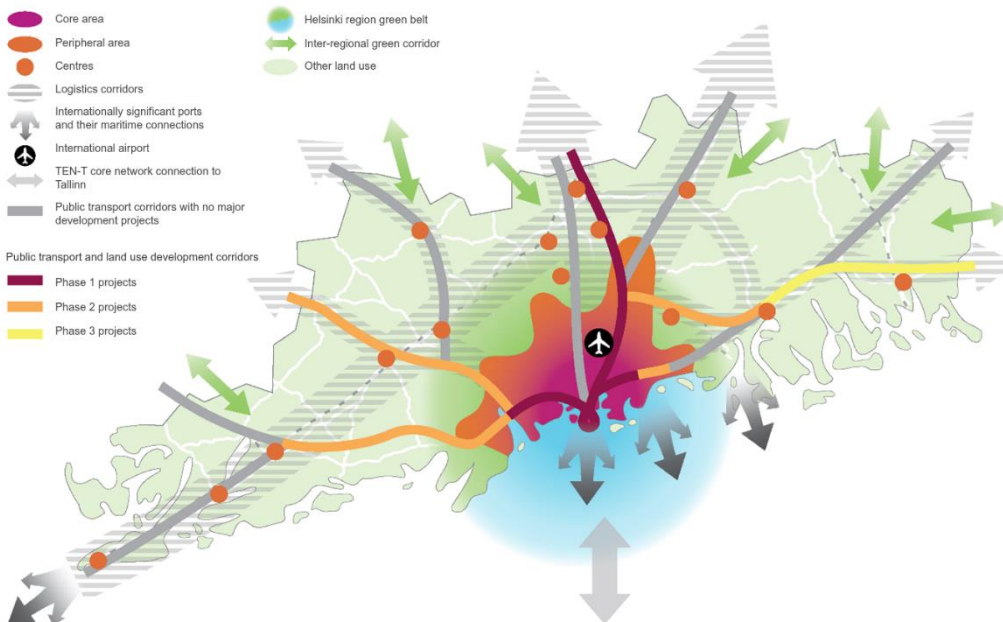 Core area
Peripheral area
Centres
Logistics corridors
Internationally significant ports
and their maritime connections
International airport
TEN-T core network connection to
Tallinn
Public transport corridors with no major
development projects
Public transport and land use development corridors
Phase 1 projects
Phase 2 projects
Phase 3 projects
Helsinki region green belt
Inter-regional green corridor
Other land use